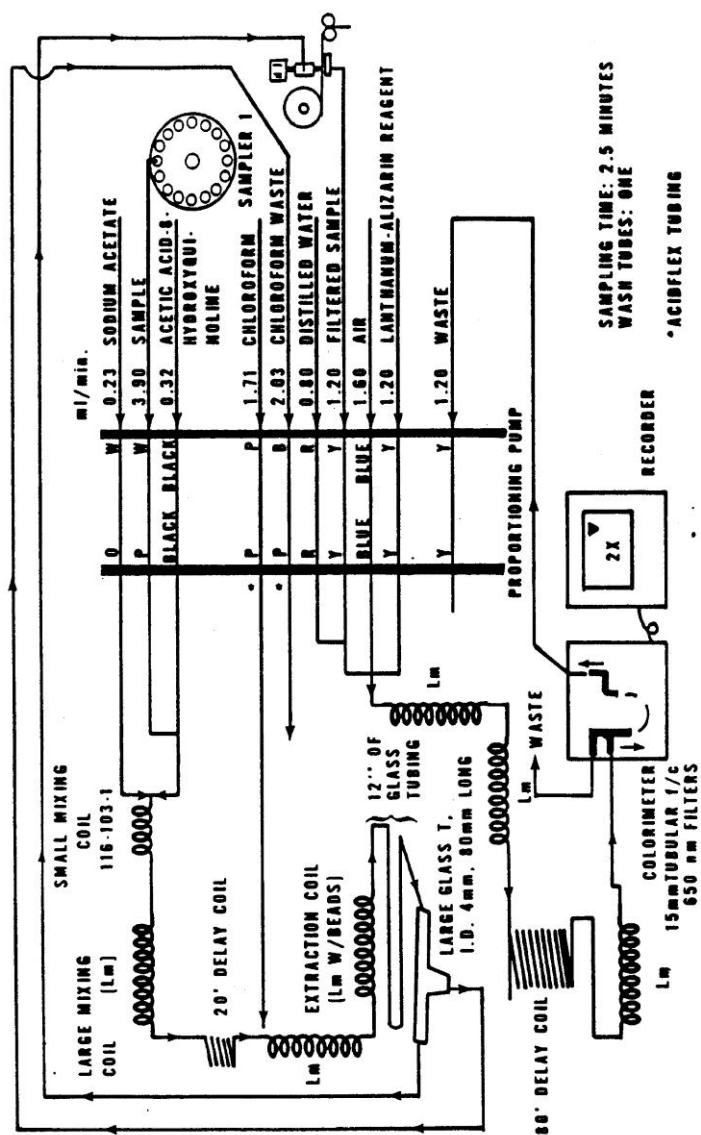 SMALL MIXING
COIL
116-103-1
LARGE MIXING
COIL (Lm)
20' DELAY COIL
EXTRACTION COIL
(Lm W/BEADS)
Lm
12'' OF
GLASS
TUBING
LARGE GLASS T,
I.D. 4mm, 80mm LONG
80' DELAY COIL
Lm
Lm
Lm
WASTE
COLORIMETER
15mm TUBULAR f/c
650 nm FILTERS
RECORDER
2X
PROPORTIONING PUMP
ml/min.
O W 0.23 SODIUM ACETATE
P W 3.90 SAMPLE
BLACK BLACK 0.32 ACETIC ACID-8-
HYDROXYQUI-
NOLINE
SAMPLER 1
* P P 1.71 CHLOROFORM
* P B 2.03 CHLOROFORM WASTE
R R 0.80 DISTILLED WATER
Y Y 1.20 FILTERED SAMPLE
BLUE BLUE 1.60 AIR
Y Y 1.20 LANTHANUM-ALIZARIN REAGENT
Y Y 1.20 WASTE
SAMPLING TIME: 2.5 MINUTES
WASH TUBES: ONE
*ACIDFLEX TUBING